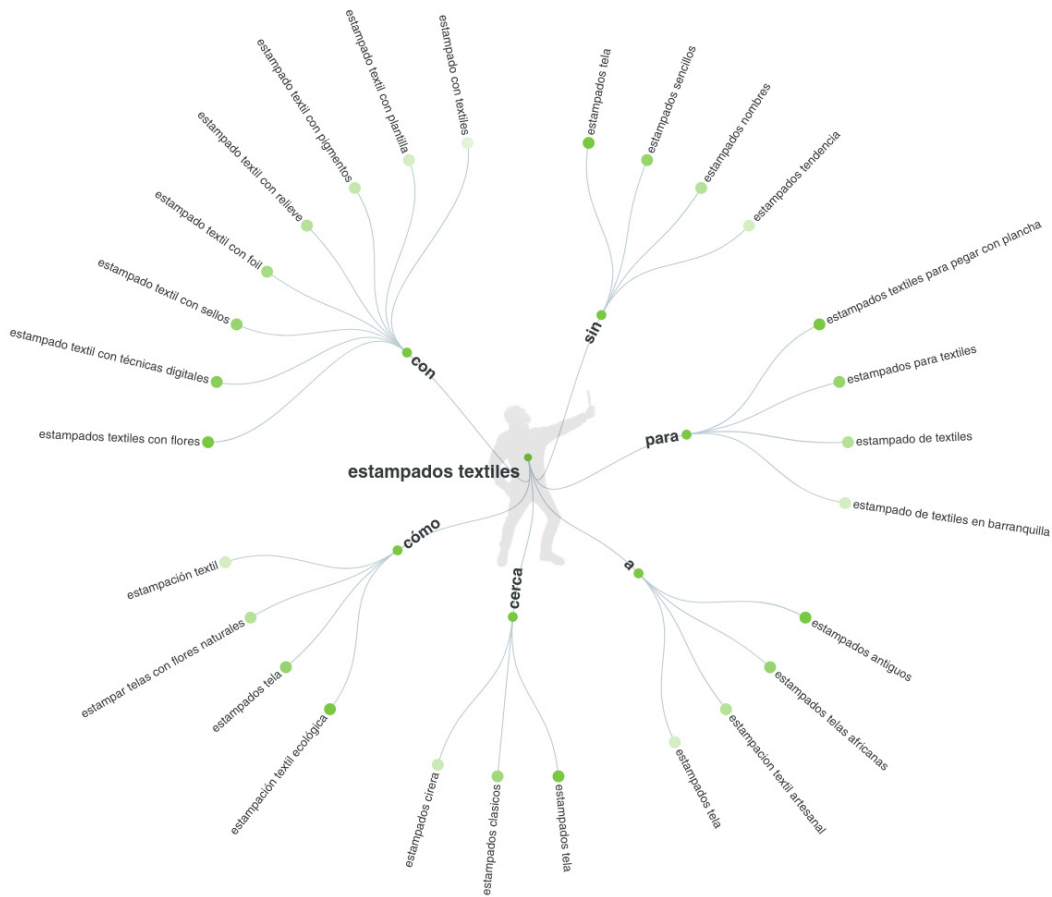 estampados textiles
con
estampados textiles con flores
estampado textil con técnicas digitales
estampado textil con sellos
estampado textil con foil
estampado textil con relieve
estampado textil con pigmentos
estampado textil con plantilla
estampado con textiles
sin
estampados tela
estampados sencillos
estampados nombres
estampados tendencia
para
estampados textiles para pegar con plancha
estampados para textiles
estampado de textiles
estampado de textiles en barranquilla
a
estampados antiguos
estampados telas africanas
estampacion textil artesanal
estampados tela
cerca
estampados tela
estampados clasicos
estampados cirera
cómo
estampación textil ecológica
estampados tela
estampar telas con flores naturales
estampación textil